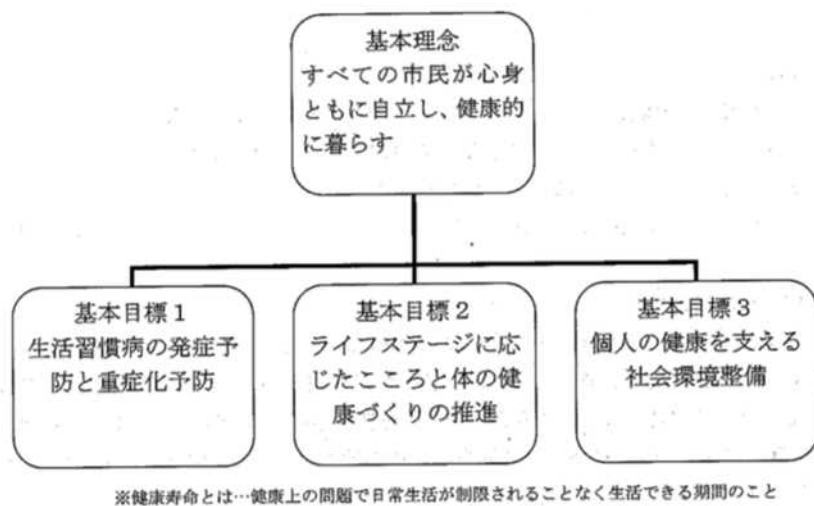 基本理念
すべての市民が心身
ともに自立し、健康的
に暮らす
基本目標1
生活習慣病の発症予
防と重症化予防
基本目標2
ライフステージに応
じたこころと体の健
康づくりの推進
基本目標3
個人の健康を支える
社会環境整備
※健康寿命とは…健康上の問題で日常生活が制限されることなく生活できる期間のこと